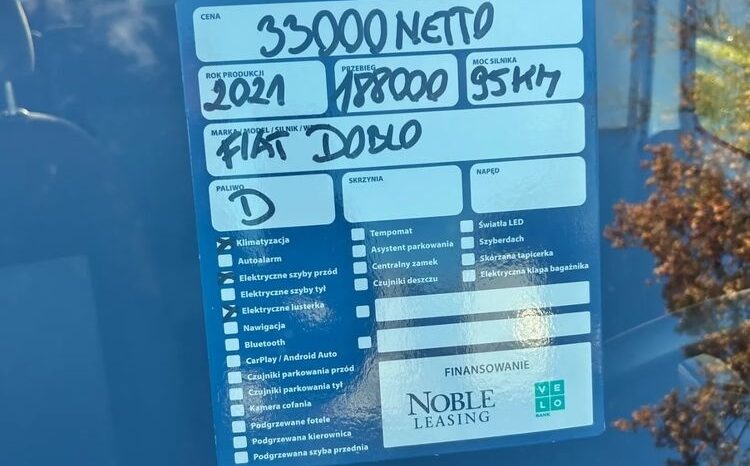 CENA
33000 NETTO
ROK PRODUKCJI PRZEBIEG MOC SILNIKA
2021 188000 95KM
MARKA / MODEL / SILNIK /
FIAT DOBLO
PALIWO SKRZYNIA NAPĘD
D
Klimatyzacja
Autoalarm
Elektryczne szyby przód
Elektryczne szyby tył
Elektryczne lusterka
Nawigacja
Bluetooth
CarPlay / Android Auto
Czujniki parkowania przód
Czujniki parkowania tył
Kamera cofania
Podgrzewane fotele
Podgrzewana kierownica
Podgrzewana szyba przednia
Tempomat
Asystent parkowania
Centralny zamek
Czujniki deszczu
Światła LED
Szyberdach
Skórzana tapicerka
Elektryczna klapa bagażnika
FINANSOWANIE
NOBLE
LEASING
VE
LO
BANK